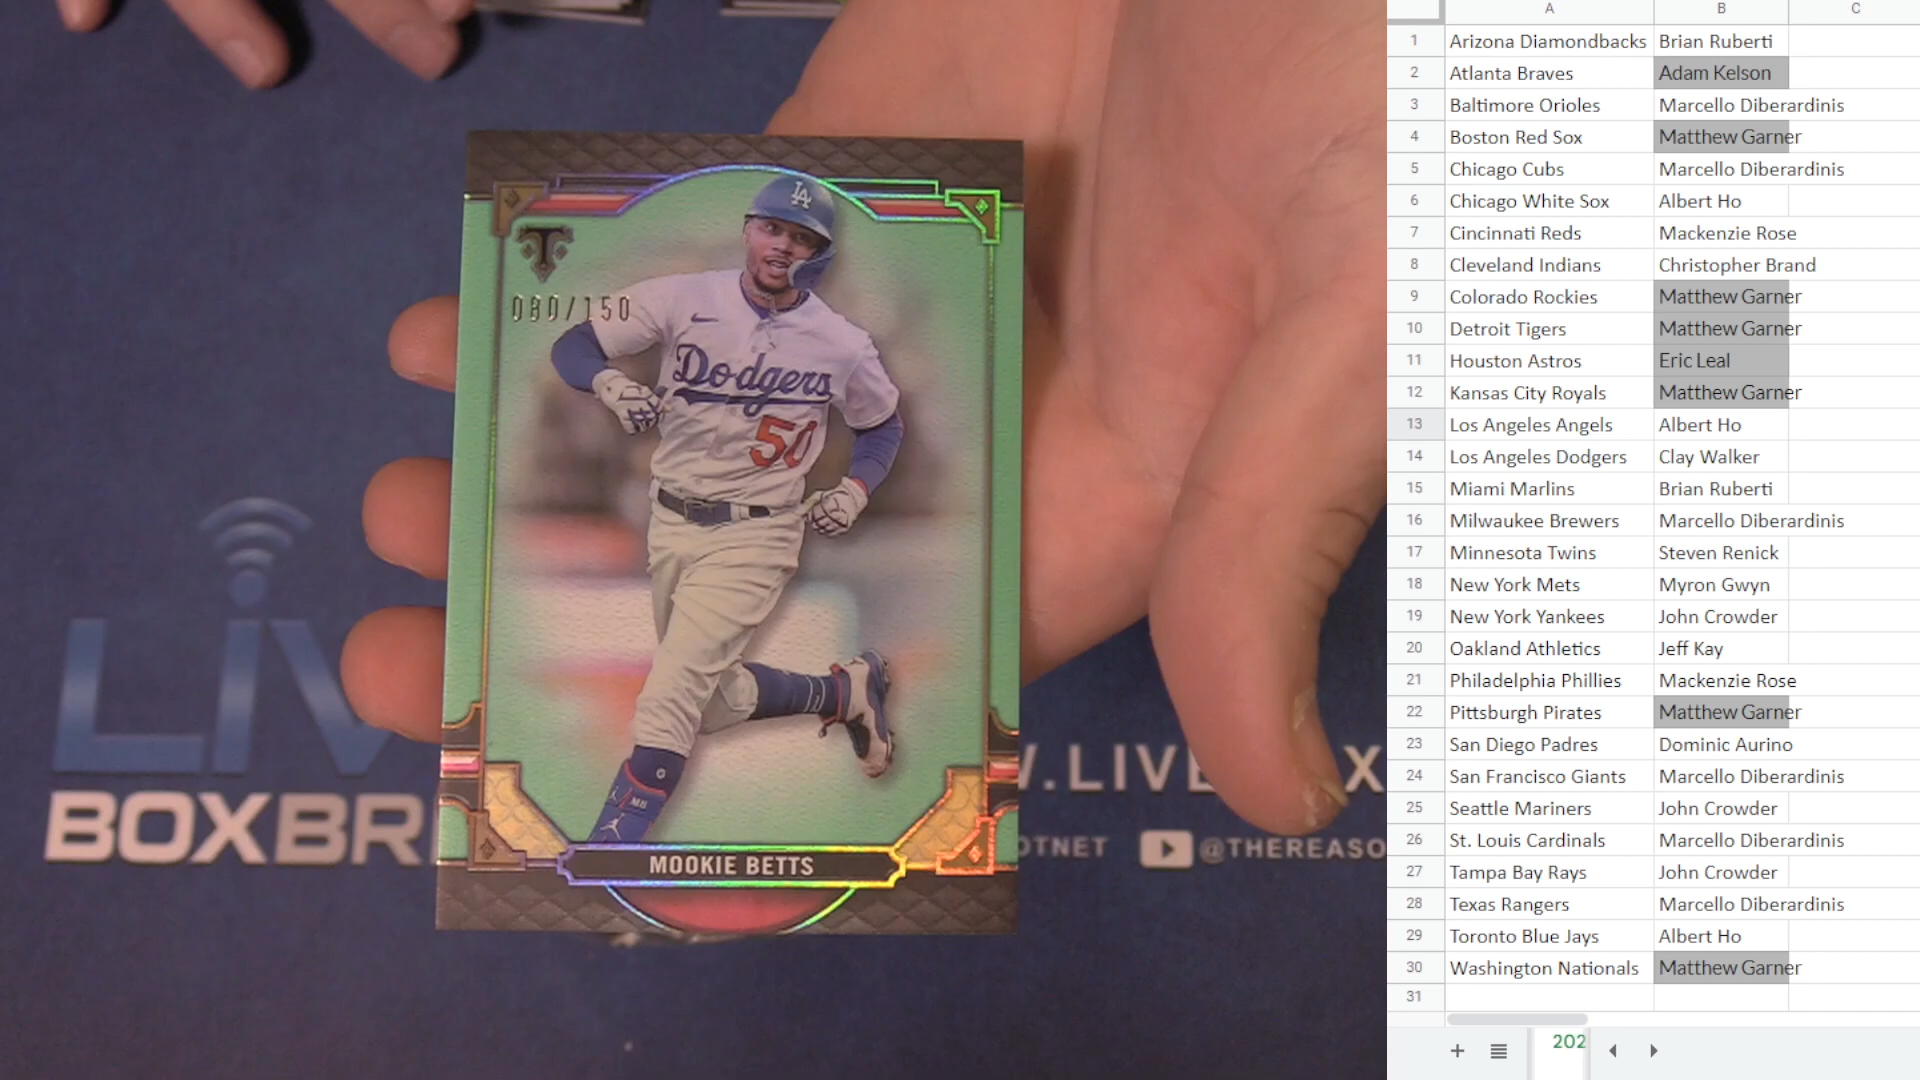 LA
T
080/150
Dodgers
50
MB
MOOKIE BETTS
LIV
BOXBR
W.LIVE
X
OTNET
@THEREASO
A B C
1 Arizona Diamondbacks Brian Ruberti
2 Atlanta Braves Adam Kelson
3 Baltimore Orioles Marcello Diberardinis
4 Boston Red Sox Matthew Garner
5 Chicago Cubs Marcello Diberardinis
6 Chicago White Sox Albert Ho
7 Cincinnati Reds Mackenzie Rose
8 Cleveland Indians Christopher Brand
9 Colorado Rockies Matthew Garner
10 Detroit Tigers Matthew Garner
11 Houston Astros Eric Leal
12 Kansas City Royals Matthew Garner
13 Los Angeles Angels Albert Ho
14 Los Angeles Dodgers Clay Walker
15 Miami Marlins Brian Ruberti
16 Milwaukee Brewers Marcello Diberardinis
17 Minnesota Twins Steven Renick
18 New York Mets Myron Gwyn
19 New York Yankees John Crowder
20 Oakland Athletics Jeff Kay
21 Philadelphia Phillies Mackenzie Rose
22 Pittsburgh Pirates Matthew Garner
23 San Diego Padres Dominic Aurino
24 San Francisco Giants Marcello Diberardinis
25 Seattle Mariners John Crowder
26 St. Louis Cardinals Marcello Diberardinis
27 Tampa Bay Rays John Crowder
28 Texas Rangers Marcello Diberardinis
29 Toronto Blue Jays Albert Ho
30 Washington Nationals Matthew Garner
31
202